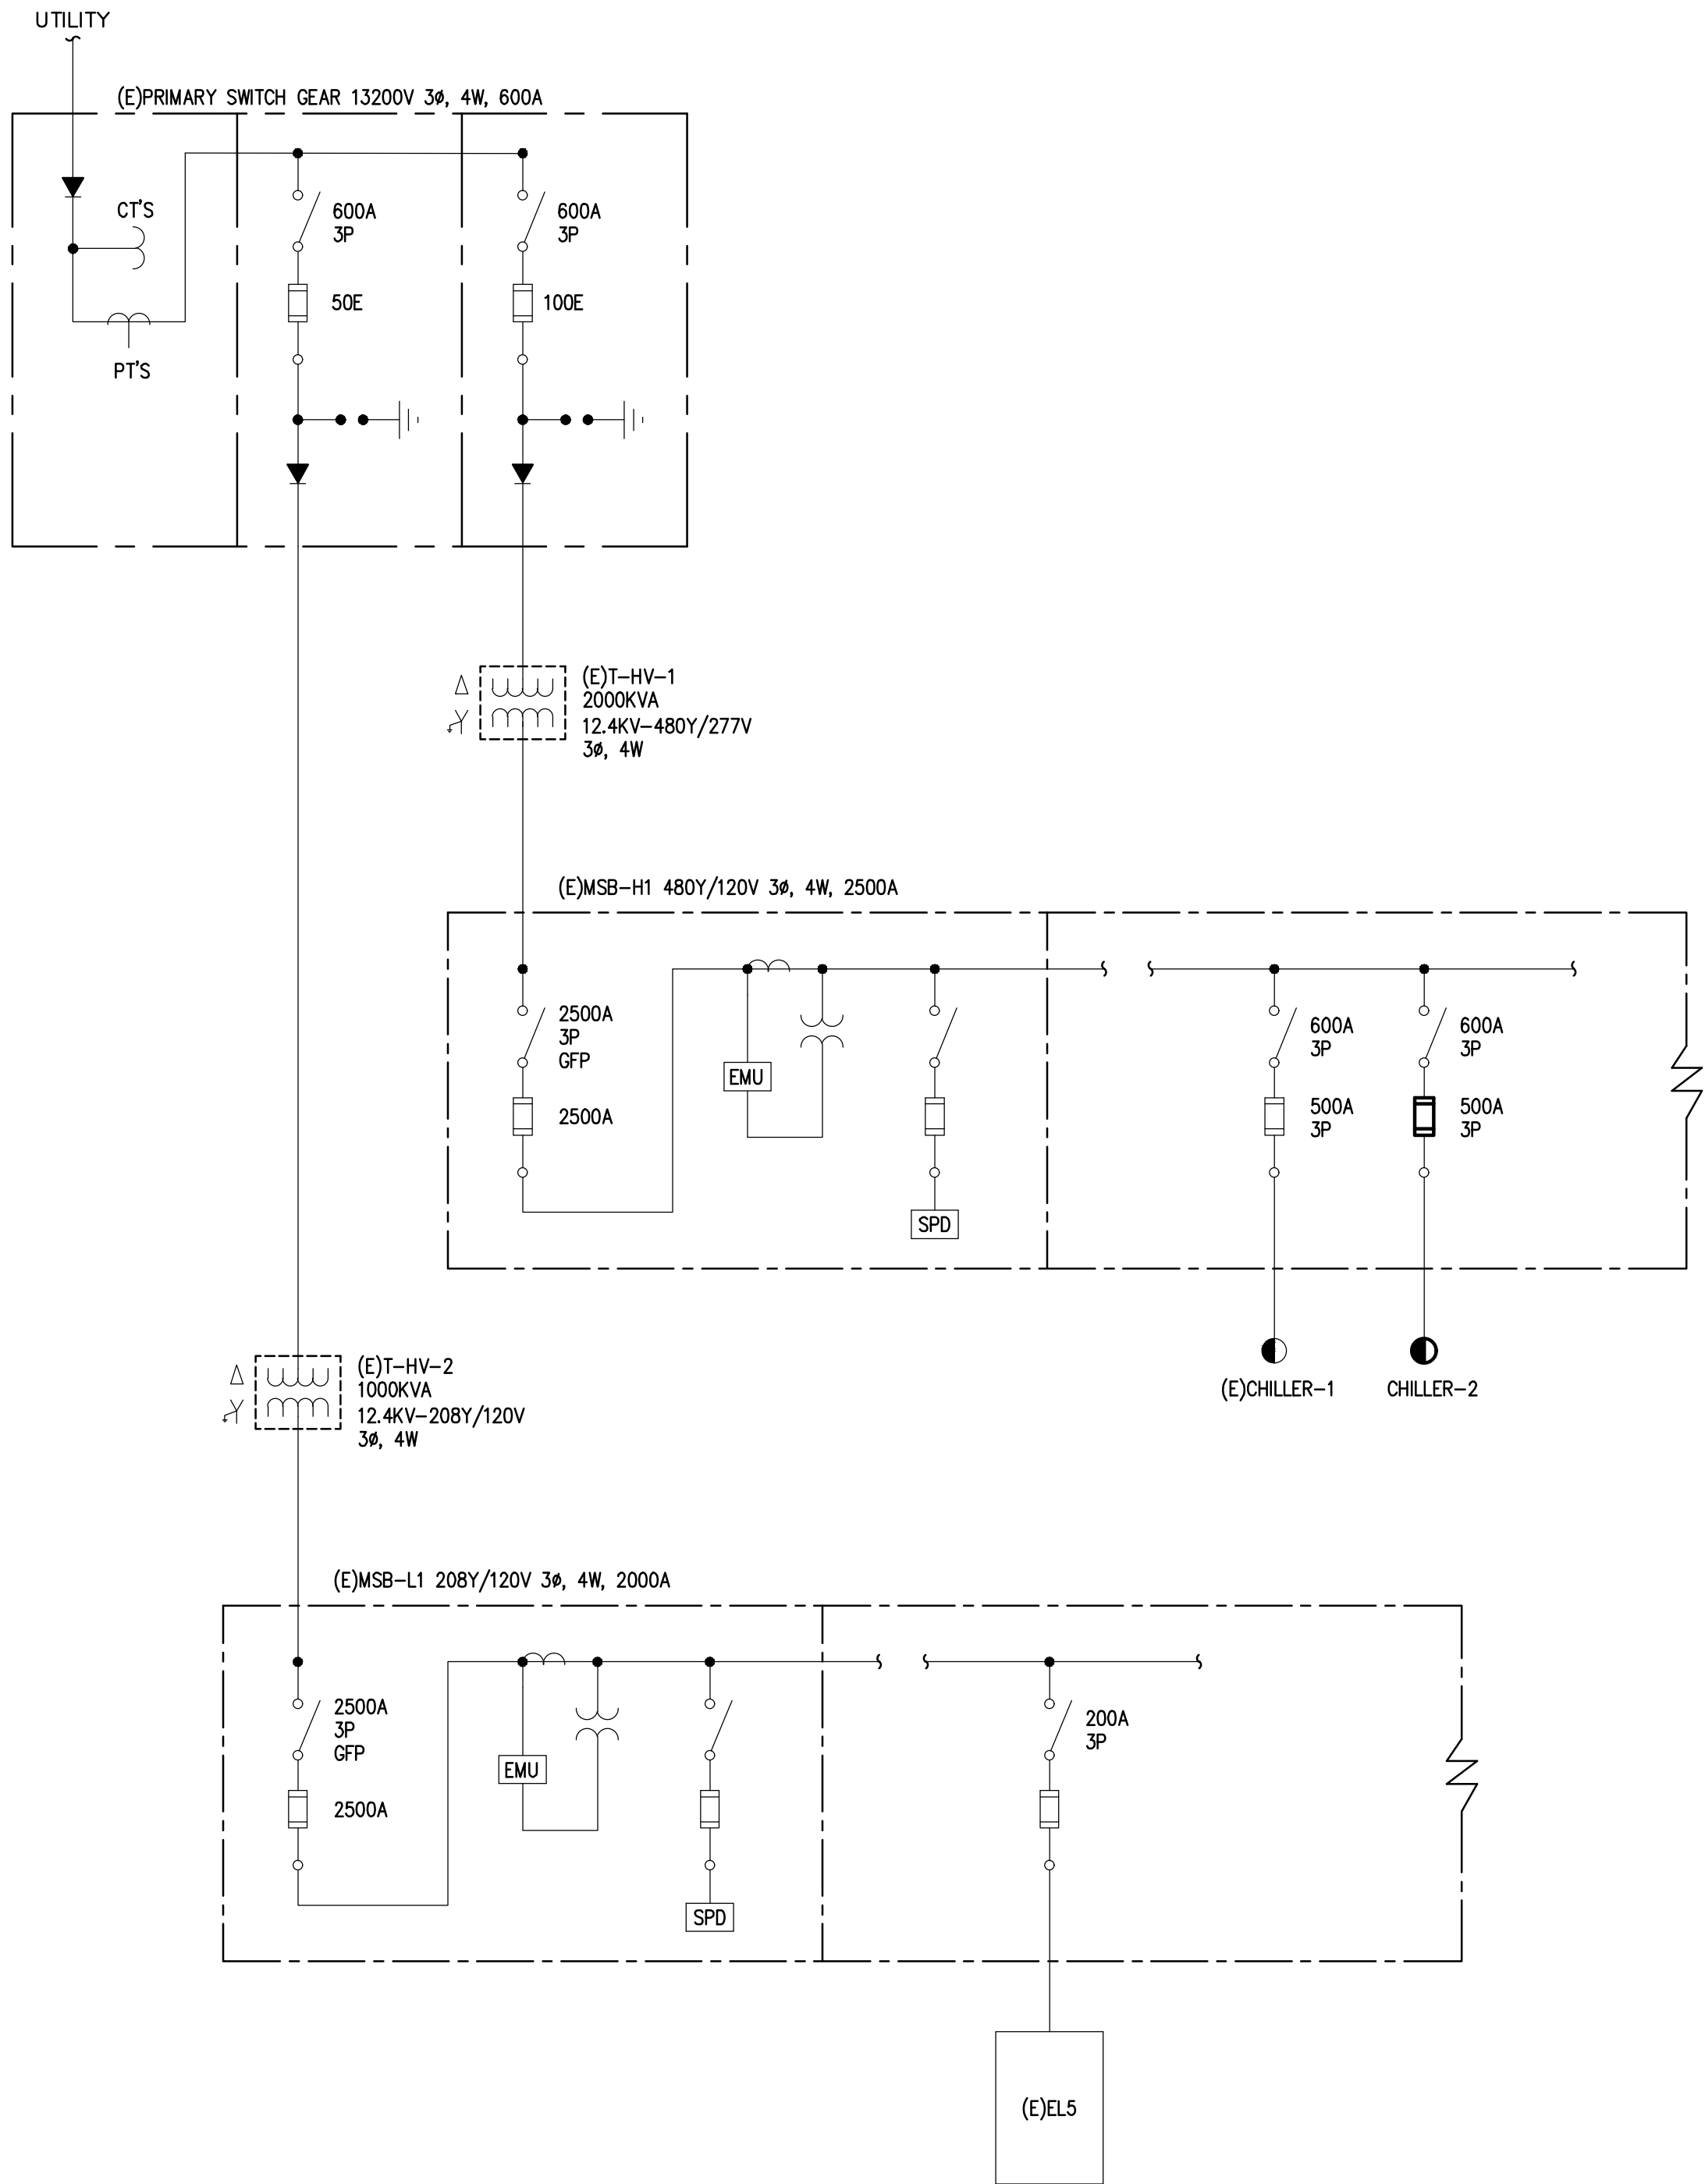 UTILITY
(E)PRIMARY SWITCH GEAR 13200V 3ø, 4W, 600A
CT'S
PT'S
600A
3P
50E
600A
3P
100E
(E)T-HV-1
2000KVA
12.4KV-480Y/277V
3ø, 4W
(E)MSB-H1 480Y/120V 3ø, 4W, 2500A
2500A
3P
GFP
2500A
EMU
SPD
600A
3P
500A
3P
600A
3P
500A
3P
(E)CHILLER-1
CHILLER-2
(E)T-HV-2
1000KVA
12.4KV-208Y/120V
3ø, 4W
(E)MSB-L1 208Y/120V 3ø, 4W, 2000A
2500A
3P
GFP
2500A
EMU
SPD
200A
3P
(E)EL5